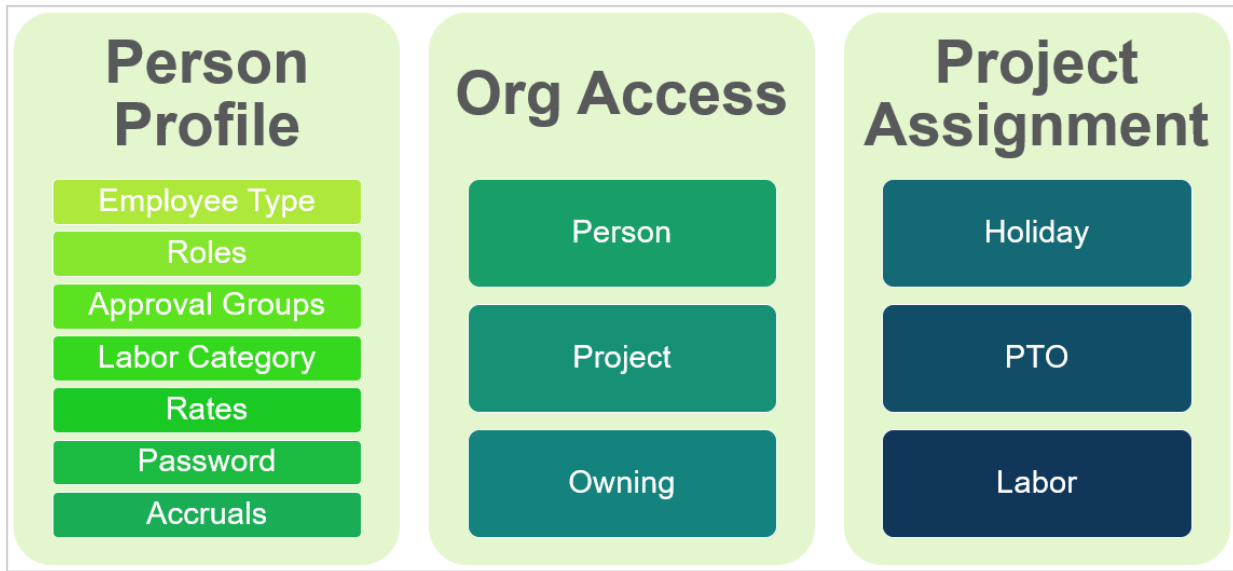 Person
Profile
Employee Type
Roles
Approval Groups
Labor Category
Rates
Password
Accruals
Org Access
Person
Project
Owning
Project
Assignment
Holiday
PTO
Labor